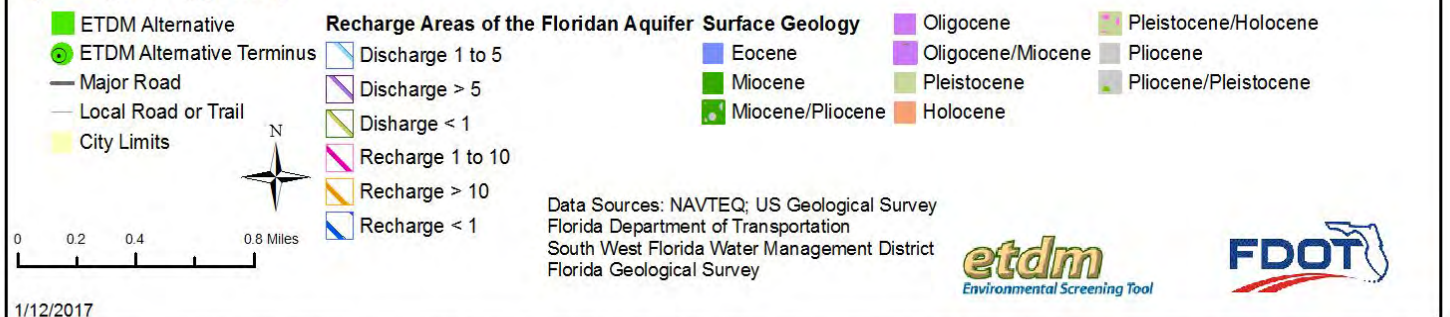 ETDM Alternative
ETDM Alternative Terminus
Major Road
Local Road or Trail
City Limits
N
0 0.2 0.4 0.8 Miles
Recharge Areas of the Floridan Aquifer
Discharge 1 to 5
Discharge > 5
Disharge < 1
Recharge 1 to 10
Recharge > 10
Recharge < 1
Surface Geology
Eocene
Miocene
Miocene/Pliocene
Oligocene
Oligocene/Miocene
Pleistocene
Holocene
Pleistocene/Holocene
Pliocene
Pliocene/Pleistocene
Data Sources: NAVTEQ; US Geological Survey
Florida Department of Transportation
South West Florida Water Management District
Florida Geological Survey
etdm
Environmental Screening Tool
FDOT
1/12/2017